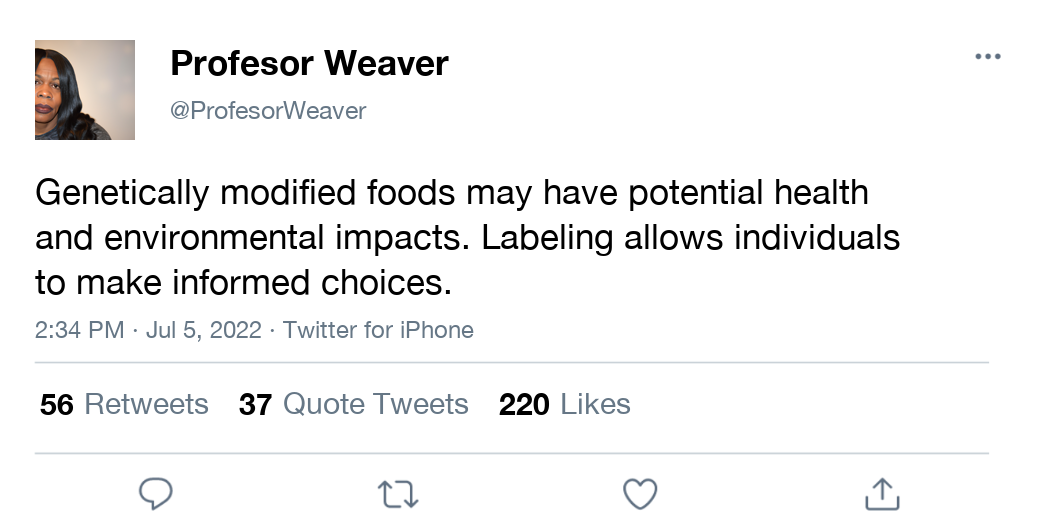 Profesor Weaver
@ProfesorWeaver
Genetically modified foods may have potential health
and environmental impacts. Labeling allows individuals
to make informed choices.
2:34 PM · Jul 5, 2022 · Twitter for iPhone
56 Retweets 37 Quote Tweets 220 Likes